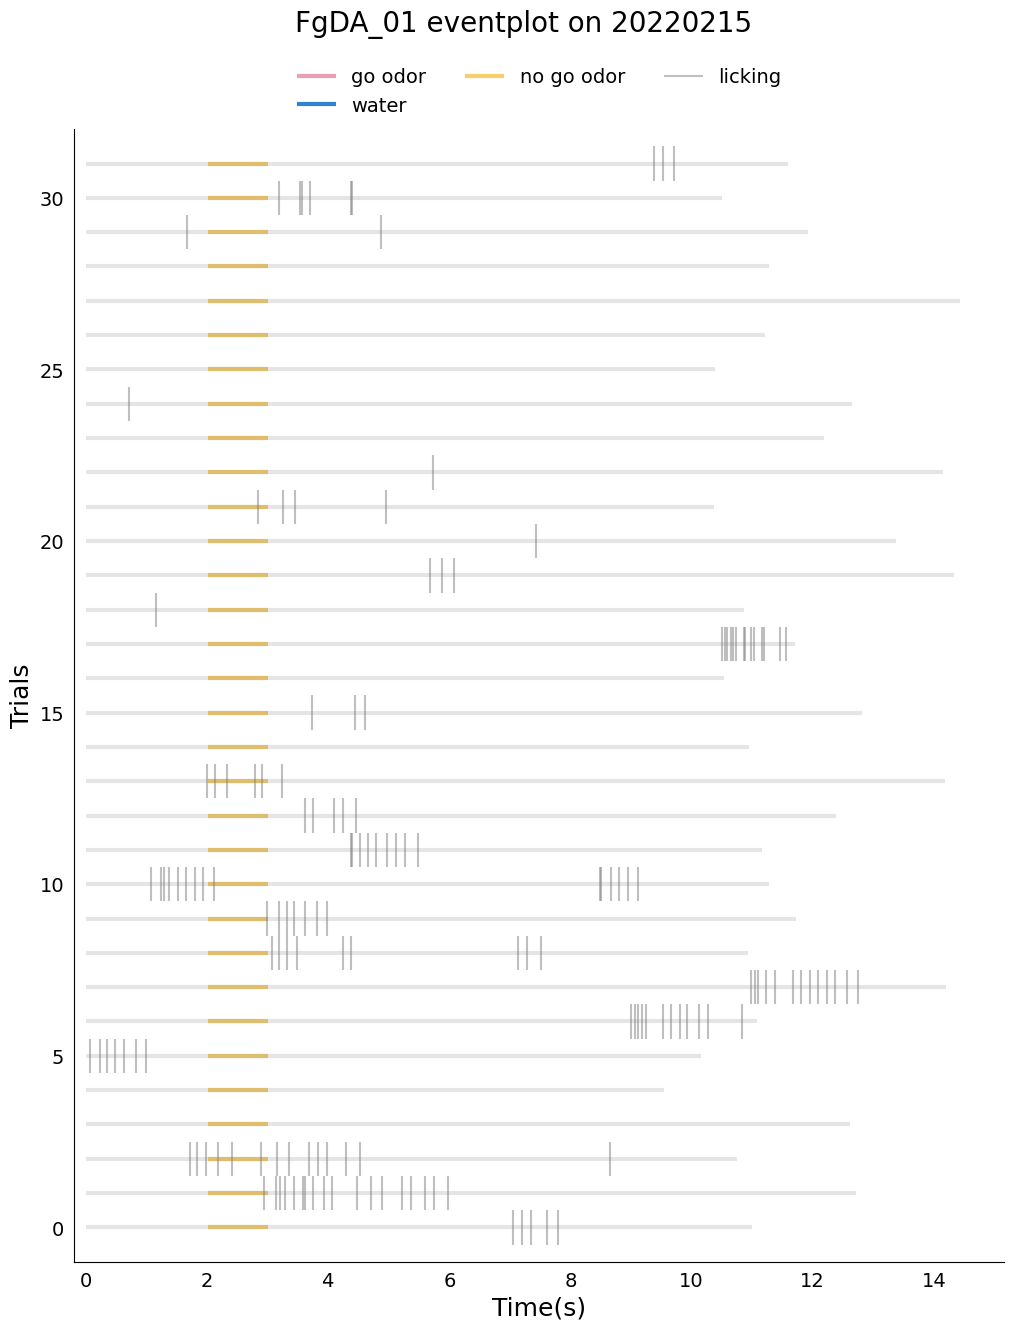 FgDA_01 eventplot on 20220215
go odor
no go odor
licking
water
30
25
20
15
10
5
0
Trials
0 2 4 6 8 10 12 14
Time(s)